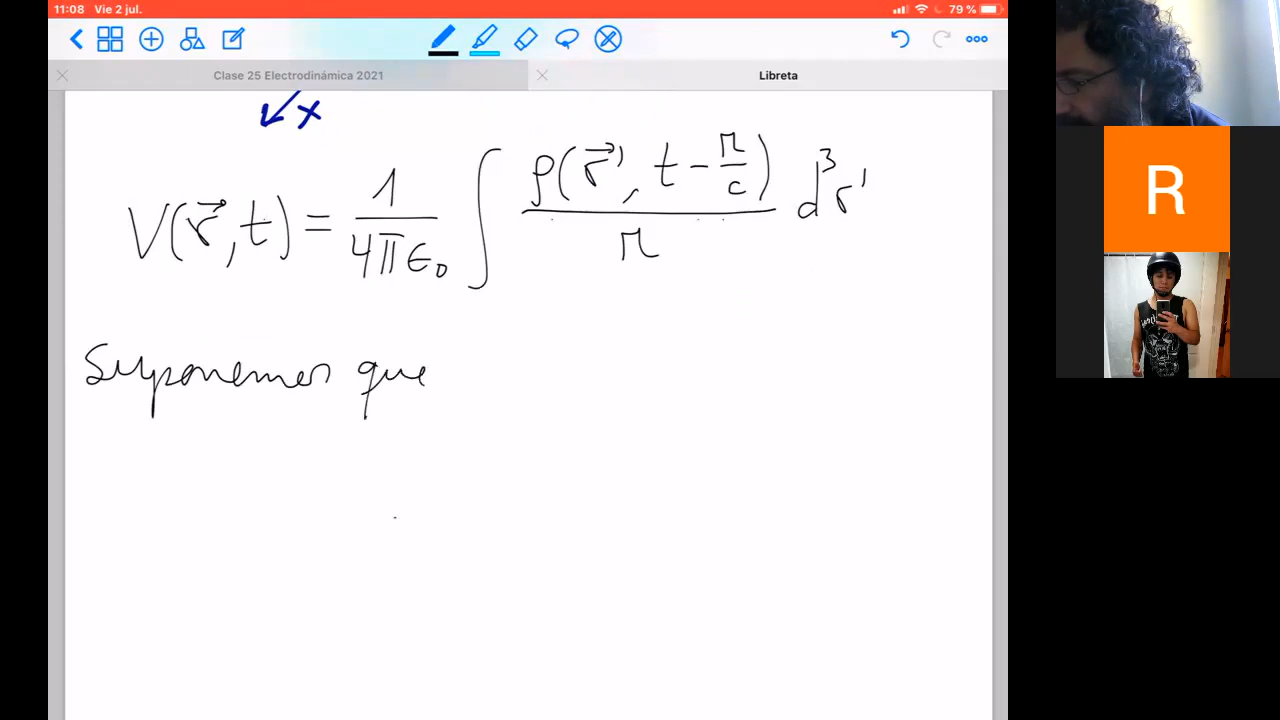 11:08 Vie 2 jul. 79 %
Clase 25 Electrodinámica 2021 Libreta
x
V(r⃗, t) = 1/(4πε₀) ∫ ρ(r⃗', t - 𝓇/c)/𝓇 d³r'
Suponemos que
R